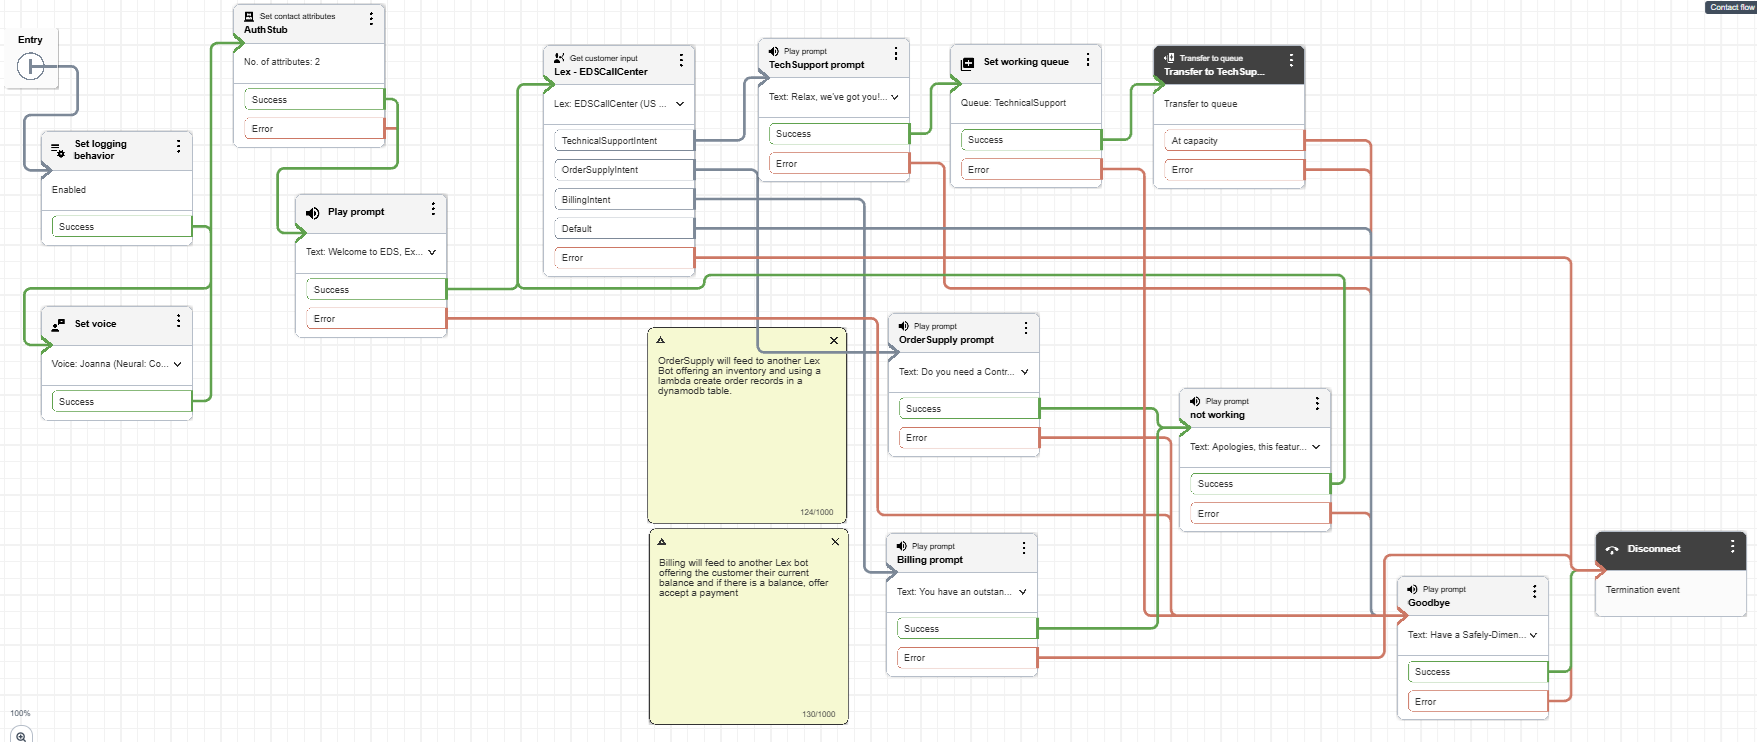 Contact flow
Entry
Set logging
behavior
Enabled
Success
Set voice
Voice: Joanna (Neural: Co...
Success
Set contact attributes
AuthStub
No. of attributes: 2
Success
Error
Play prompt
Text: Welcome to EDS, Ex...
Success
Error
Get customer input
Lex - EDSCallCenter
Lex: EDSCallCenter (US ...
TechnicalSupportIntent
OrderSupplyIntent
BillingIntent
Default
Error
Play prompt
TechSupport prompt
Text: Relax, we've got you!...
Success
Error
Set working queue
Queue: TechnicalSupport
Success
Error
Transfer to queue
Transfer to TechSup...
Transfer to queue
At capacity
Error
OrderSupply will feed to another Lex
Bot offering an inventory and using a
lambda create order records in a
dynamodb table.
124/1000
Billing will feed to another Lex bot
offering the customer their current
balance and if there is a balance, offer
accept a payment
130/1000
Play prompt
OrderSupply prompt
Text: Do you need a Contr...
Success
Error
Play prompt
Billing prompt
Text: You have an outstan...
Success
Error
Play prompt
not working
Text: Apologies, this featur...
Success
Error
Play prompt
Goodbye
Text: Have a Safely-Dimen...
Success
Error
Disconnect
Termination event
100%